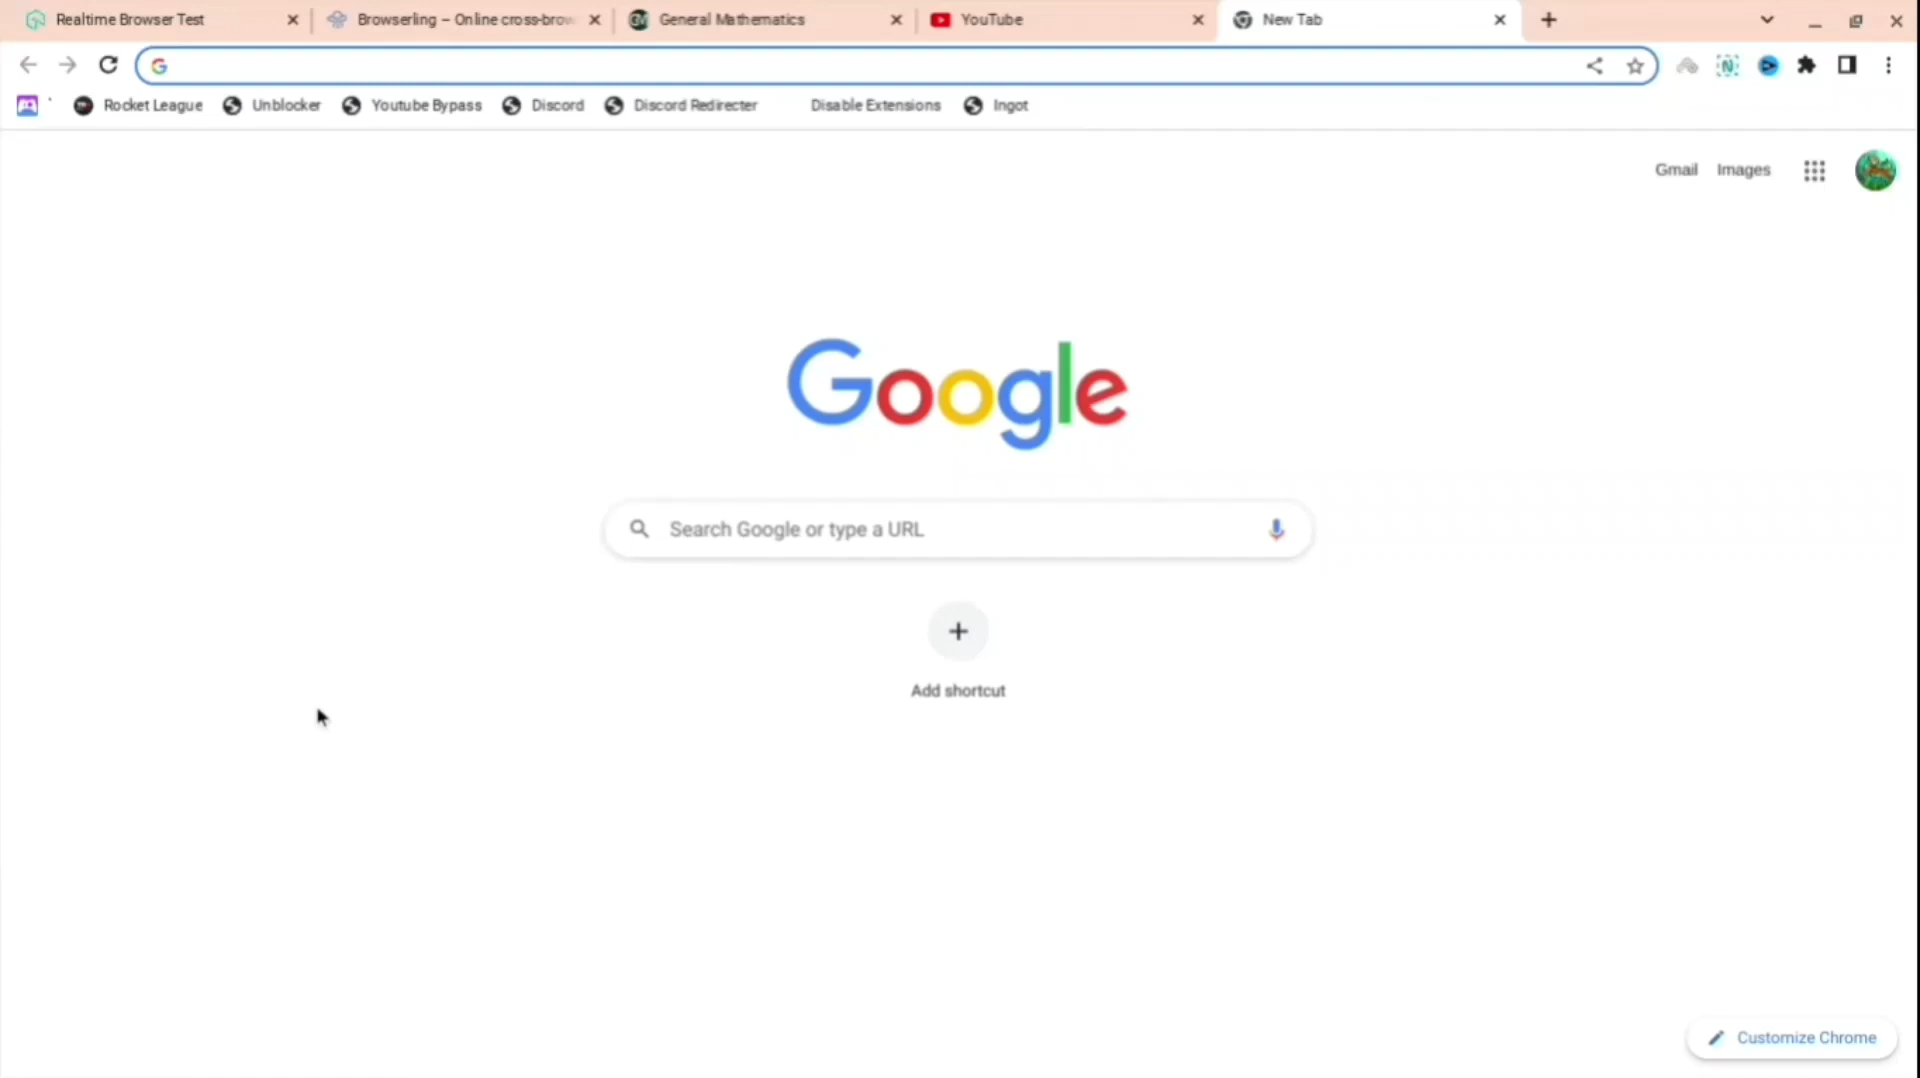 Realtime Browser Test
Browserling – Online cross-brow
General Mathematics
YouTube
New Tab
Rocket League
Unblocker
Youtube Bypass
Discord
Discord Redirecter
Disable Extensions
Ingot
Gmail
Images
Google
Search Google or type a URL
Add shortcut
Customize Chrome